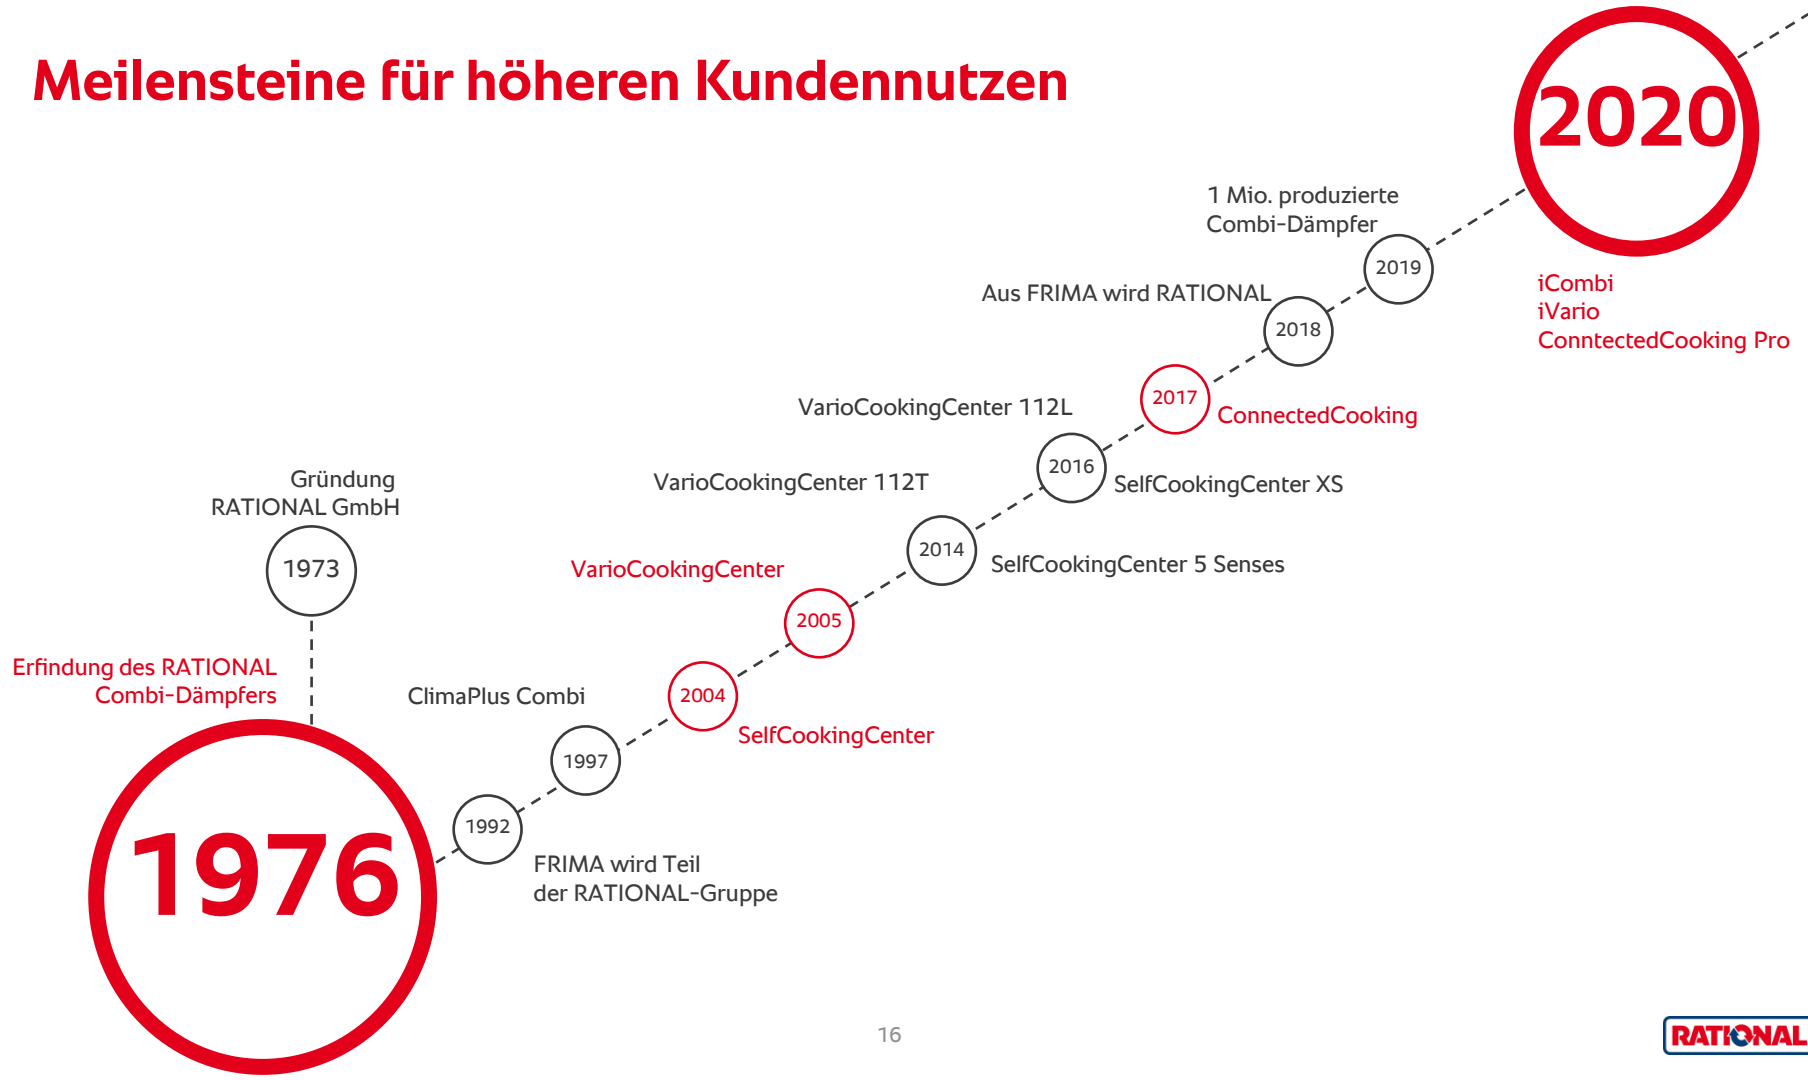 Meilensteine für höheren Kundennutzen
2020
iCombi
iVario
ConntectedCooking Pro
1 Mio. produzierte
Combi-Dämpfer
2019
Aus FRIMA wird RATIONAL
2018
2017
ConnectedCooking
VarioCookingCenter 112L
2016
SelfCookingCenter XS
VarioCookingCenter 112T
2014
SelfCookingCenter 5 Senses
VarioCookingCenter
2005
2004
SelfCookingCenter
ClimaPlus Combi
1997
1992
FRIMA wird Teil
der RATIONAL-Gruppe
Gründung
RATIONAL GmbH
1973
Erfindung des RATIONAL
Combi-Dämpfers
1976
16
RATIONAL